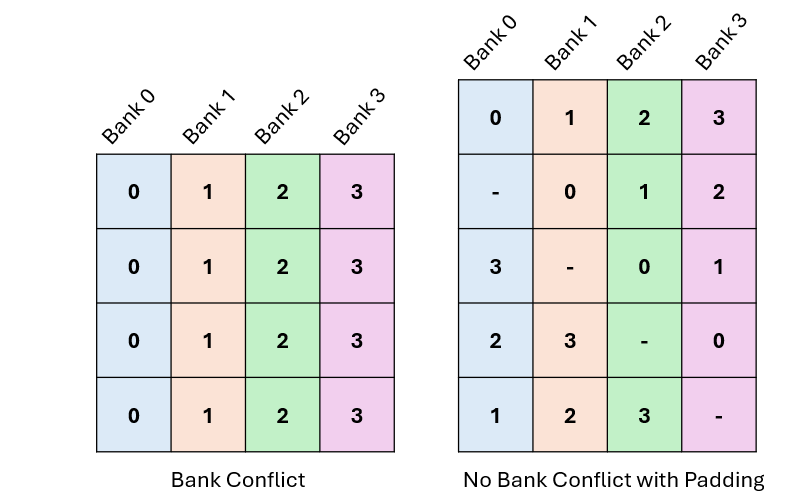 Bank 0 Bank 1 Bank 2 Bank 3
0 1 2 3
0 1 2 3
0 1 2 3
0 1 2 3
Bank Conflict
Bank 0 Bank 1 Bank 2 Bank 3
0 1 2 3
- 0 1 2
3 - 0 1
2 3 - 0
1 2 3 -
No Bank Conflict with Padding